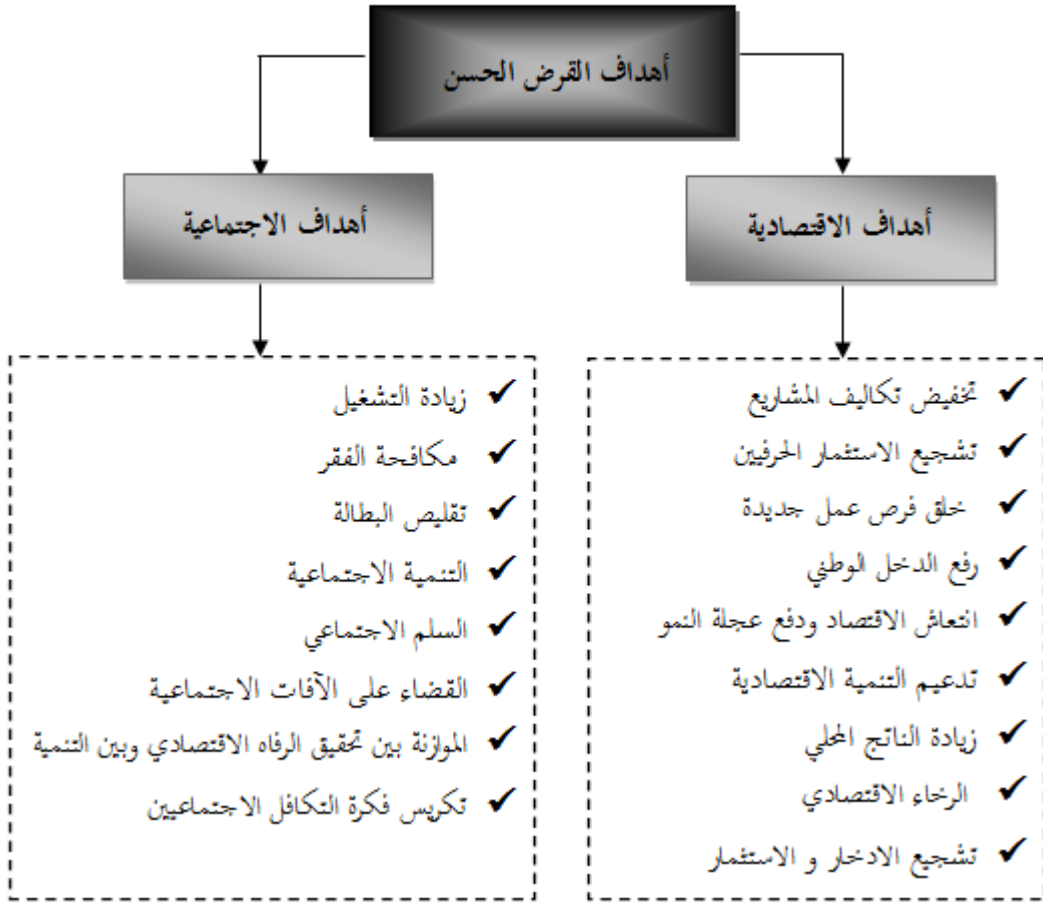 أهداف القرض الحسن
أهداف الاقتصادية
أهداف الاجتماعية
تخفيض تكاليف المشاريع
تشجيع الاستثمار الحرفيين
خلق فرص عمل جديدة
رفع الدخل الوطني
انتعاش الاقتصاد ودفع عجلة النمو
تدعيم التنمية الاقتصادية
زيادة الناتج المحلي
الرخاء الاقتصادي
تشجيع الادخار و الاستثمار
زيادة التشغيل
مكافحة الفقر
تقليص البطالة
التنمية الاجتماعية
السلم الاجتماعي
القضاء على الآفات الاجتماعية
الموازنة بين تحقيق الرفاه الاقتصادي وبين التنمية
تكريس فكرة التكافل الاجتماعيين